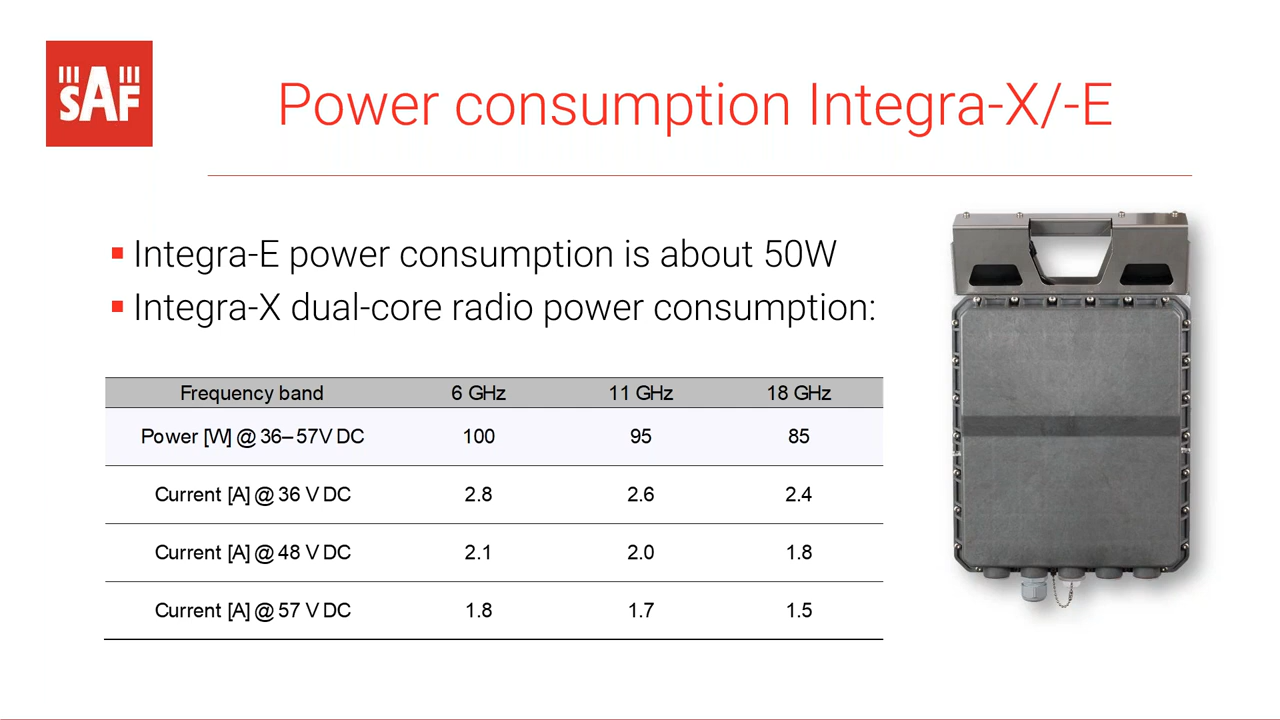 SAF
Power consumption Integra-X/-E
Integra-E power consumption is about 50W
Integra-X dual-core radio power consumption:
Frequency band 6 GHz 11 GHz 18 GHz
Power [W] @ 36–57V DC 100 95 85
Current [A] @ 36 V DC 2.8 2.6 2.4
Current [A] @ 48 V DC 2.1 2.0 1.8
Current [A] @ 57 V DC 1.8 1.7 1.5